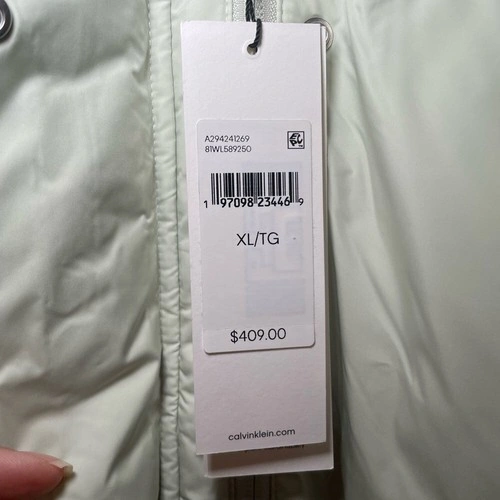 A294241269
81WL589250
1 97098 23446 9
XL/TG
$409.00
calvinklein.com